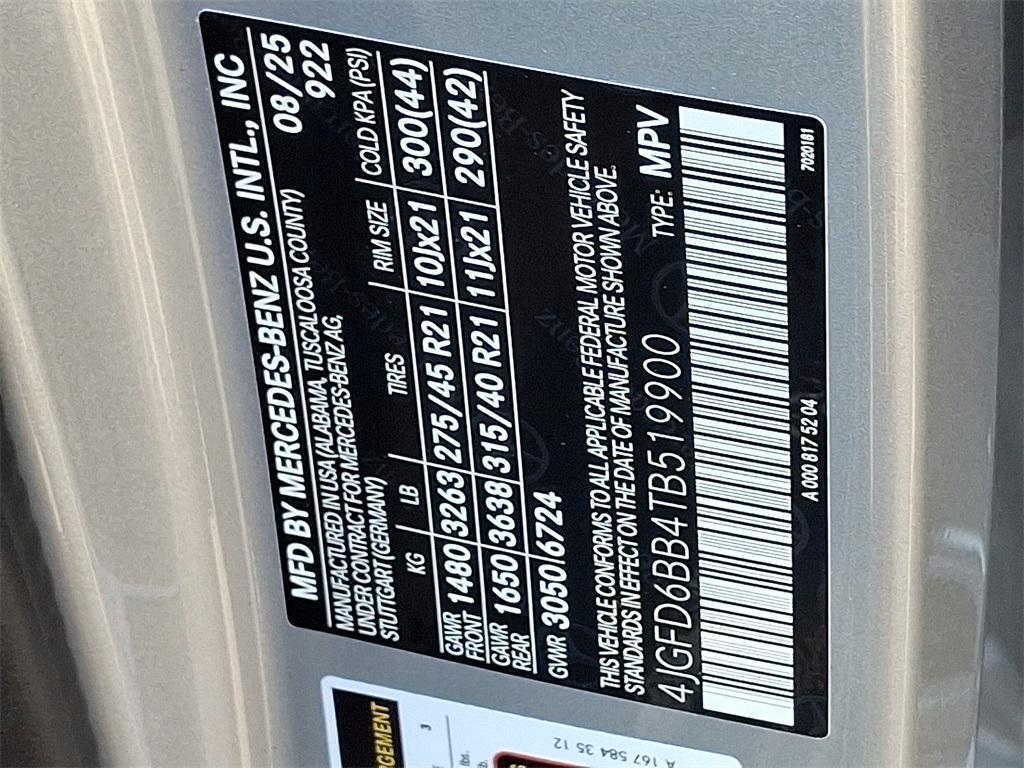 MFD BY MERCEDES-BENZ U.S. INTL., INC
MANUFACTURED IN USA (ALABAMA, TUSCALOOSA COUNTY) 08/25
UNDER CONTRACT FOR MERCEDES-BENZ AG, 922
STUTTGART (GERMANY)
KG LB TIRES RIM SIZE COLD KPA (PSI)
GAWR FRONT 1480 3263 275/45 R21 10Jx21 300(44)
GAWR REAR 1650 3638 315/40 R21 11Jx21 290(42)
GVWR 3050 6724
THIS VEHICLE CONFORMS TO ALL APPLICABLE FEDERAL MOTOR VEHICLE SAFETY
STANDARDS IN EFFECT ON THE DATE OF MANUFACTURE SHOWN ABOVE.
4JGFD6BB4TB519900 TYPE: MPV
A 000 817 52 04 7020181
GEMENT
3
lbs.
A 167 584 35 12